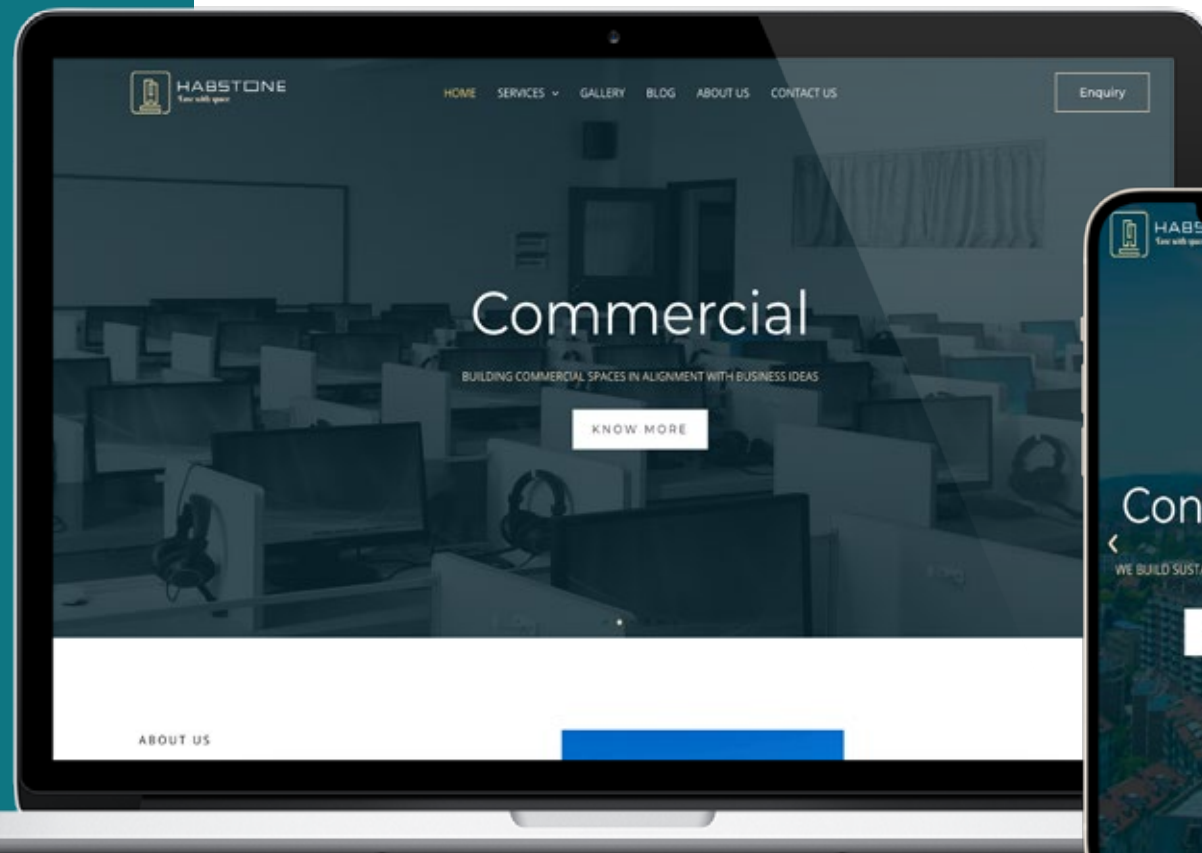 HABSTONE
HOME SERVICES GALLERY BLOG ABOUT US CONTACT US
Enquiry
Commercial
BUILDING COMMERCIAL SPACES IN ALIGNMENT WITH BUSINESS IDEAS
KNOW MORE
ABOUT US
HABS
Con
WE BUILD SUSTA